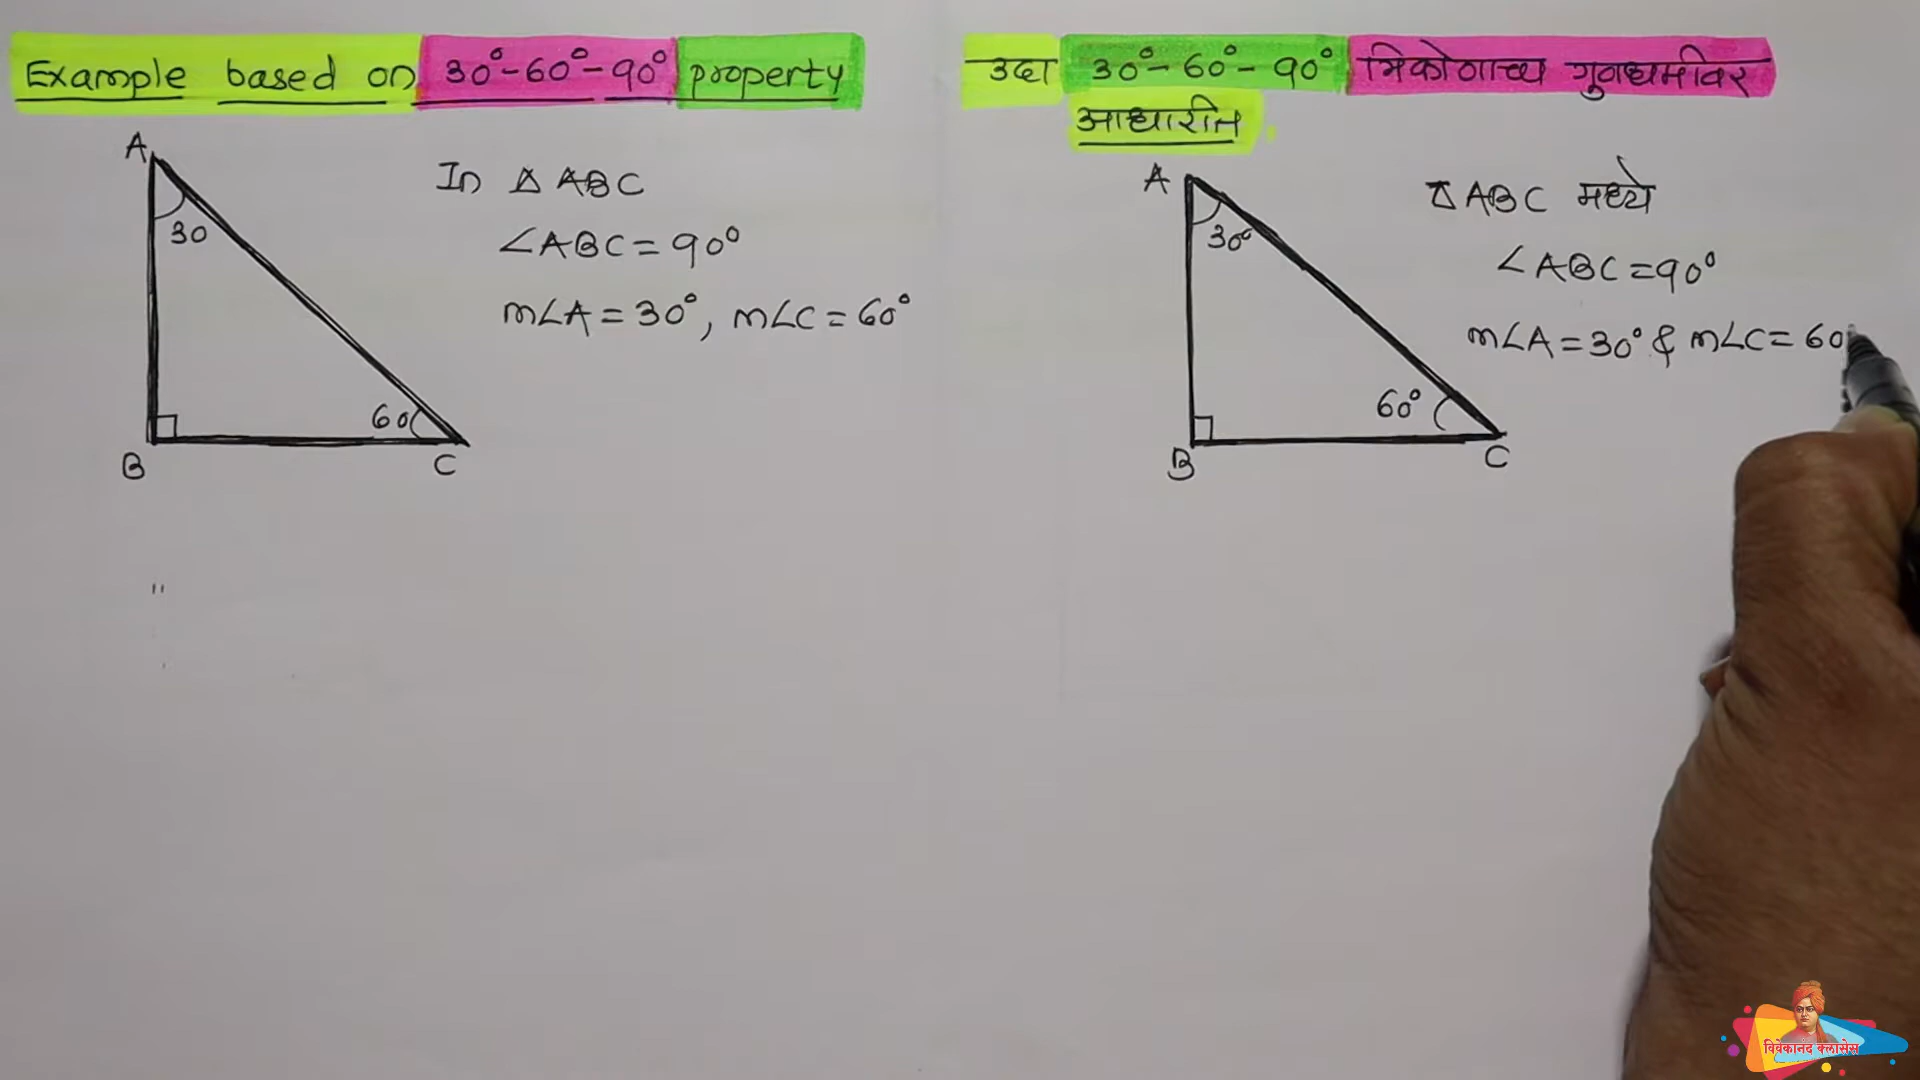 Example based on 30°-60°-90° property
A
30
60
B
C
In △ ABC
∠ABC = 90°
m∠A = 30°, m∠C = 60°
उदा 30°-60°-90° त्रिकोणाच्या गुणधर्मावर
आधारीत
A
30°
60°
B
C
△ABC मध्ये
∠ABC = 90°
m∠A = 30° & m∠C = 60
विवेकानंद क्लासेस